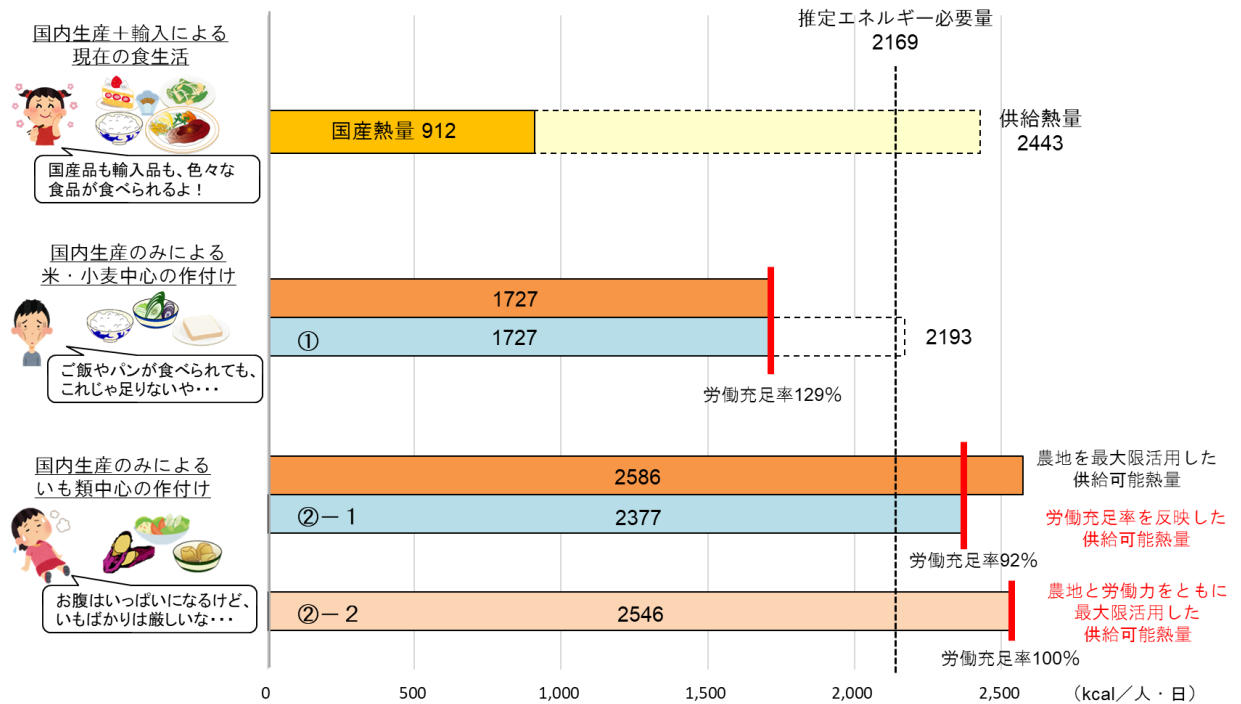 国内生産＋輸入による
現在の食生活
国産品も輸入品も、色々な
食品が食べられるよ！
推定エネルギー必要量
2169
国産熱量 912
供給熱量
2443
国内生産のみによる
米・小麦中心の作付け
ご飯やパンが食べられても、
これじゃ足りないや・・・
1727
① 1727
2193
労働充足率129％
国内生産のみによる
いも類中心の作付け
お腹はいっぱいになるけど、
いもばかりは厳しいな・・・
2586
農地を最大限活用した
供給可能熱量
②－１ 2377
労働充足率を反映した
供給可能熱量
労働充足率92％
②－２ 2546
農地と労働力をともに
最大限活用した
供給可能熱量
労働充足率100％
0 500 1,000 1,500 2,000 2,500 （kcal／人・日）